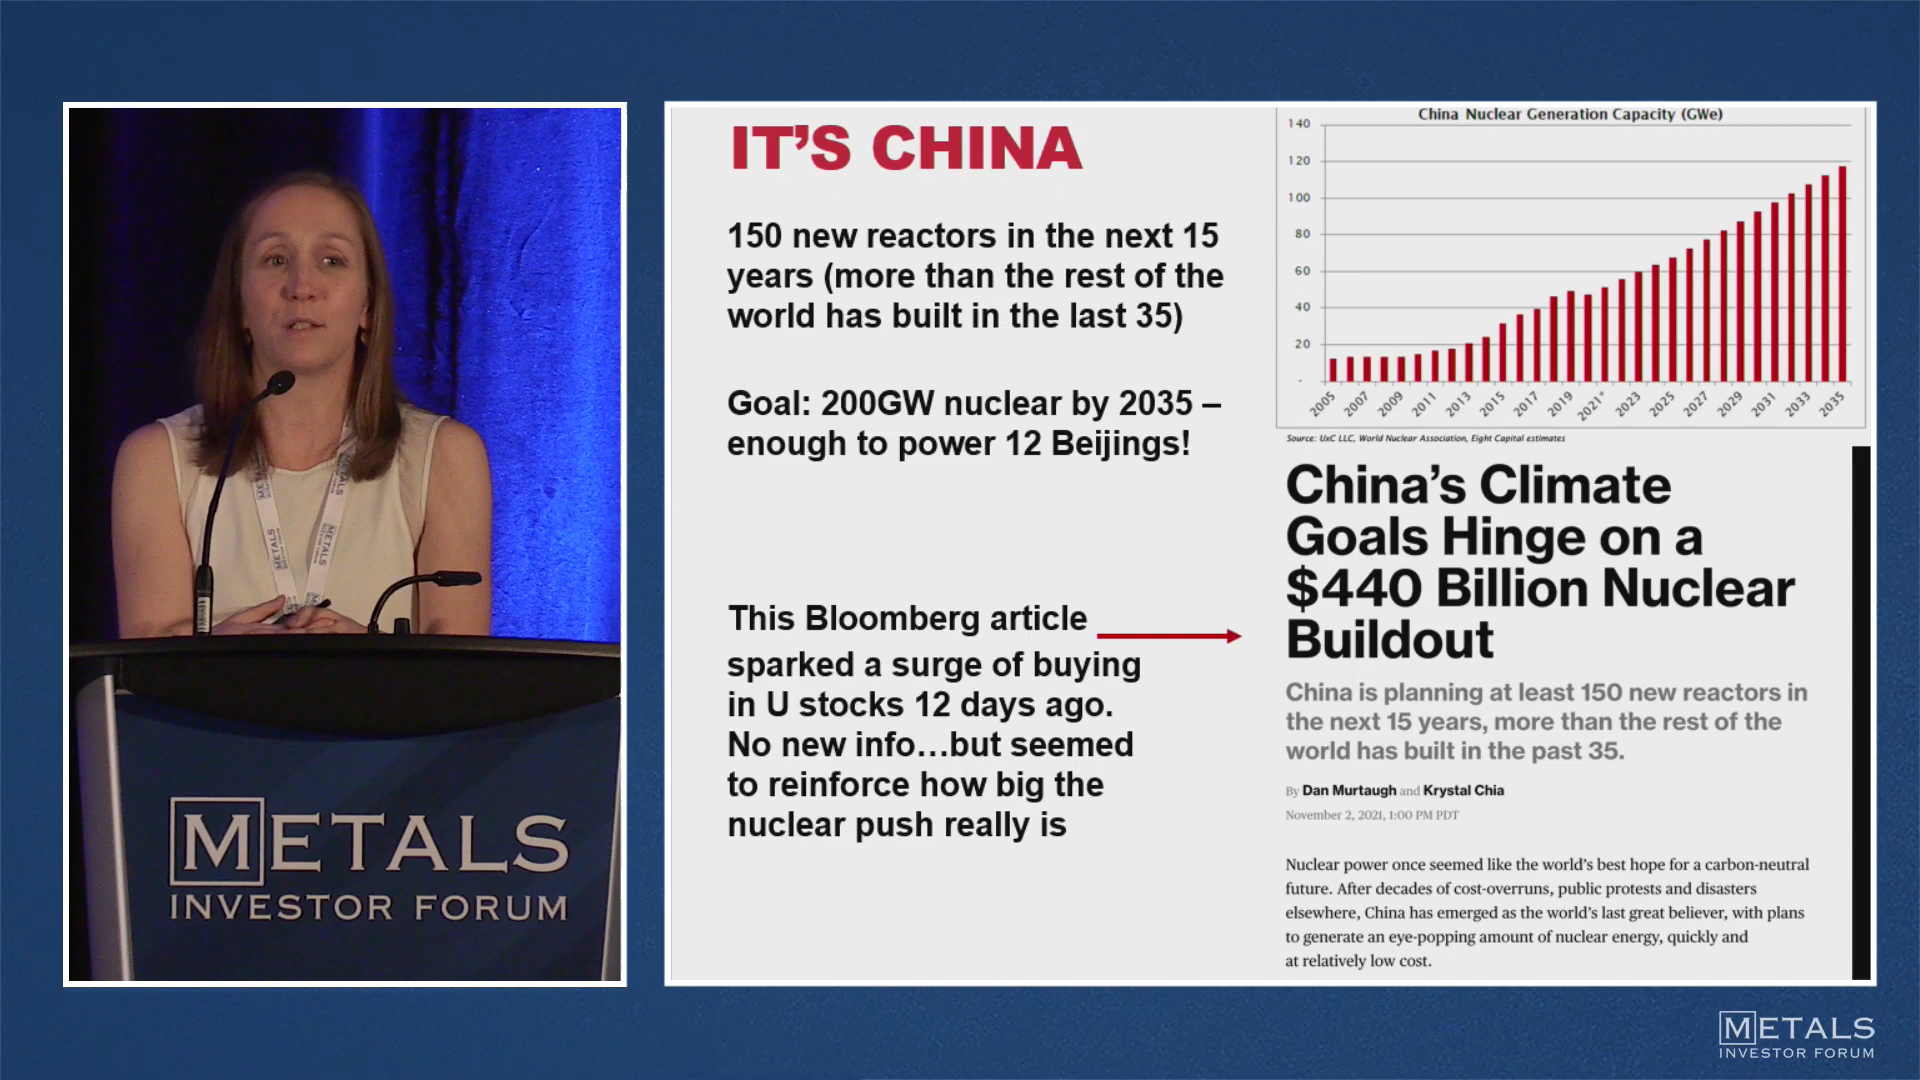 METALS
INVESTOR FORUM
METALS
METALS
METALS
METALS
IT'S CHINA
150 new reactors in the next 15
years (more than the rest of the
world has built in the last 35)
Goal: 200GW nuclear by 2035 –
enough to power 12 Beijings!
This Bloomberg article
sparked a surge of buying
in U stocks 12 days ago.
No new info…but seemed
to reinforce how big the
nuclear push really is
China Nuclear Generation Capacity (GWe)
140
120
100
80
60
40
20
-
2005 2007 2009 2011 2013 2015 2017 2019 2021* 2023 2025 2027 2029 2031 2033 2035
Source: UxC LLC, World Nuclear Association, Eight Capital estimates
China's Climate
Goals Hinge on a
$440 Billion Nuclear
Buildout
China is planning at least 150 new reactors in
the next 15 years, more than the rest of the
world has built in the past 35.
By Dan Murtaugh and Krystal Chia
November 2, 2021, 1:00 PM PDT
Nuclear power once seemed like the world's best hope for a carbon-neutral
future. After decades of cost-overruns, public protests and disasters
elsewhere, China has emerged as the world's last great believer, with plans
to generate an eye-popping amount of nuclear energy, quickly and
at relatively low cost.
METALS
INVESTOR FORUM